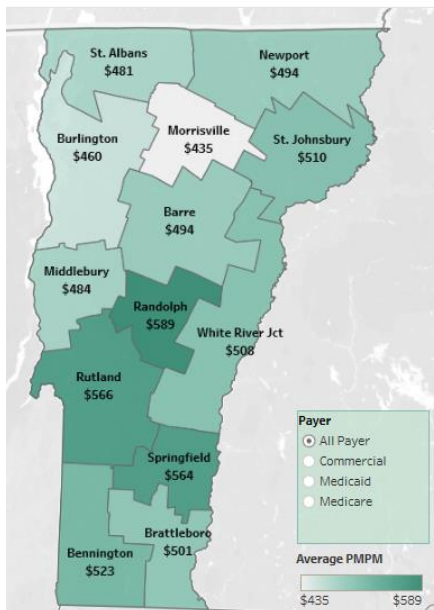 St. Albans
$481
Newport
$494
Burlington
$460
Morrisville
$435
St. Johnsbury
$510
Barre
$494
Middlebury
$484
Randolph
$589
White River Jct
$508
Rutland
$566
Springfield
$564
Brattleboro
$501
Bennington
$523
Payer
All Payer
Commercial
Medicaid
Medicare
Average PMPM
$435 $589